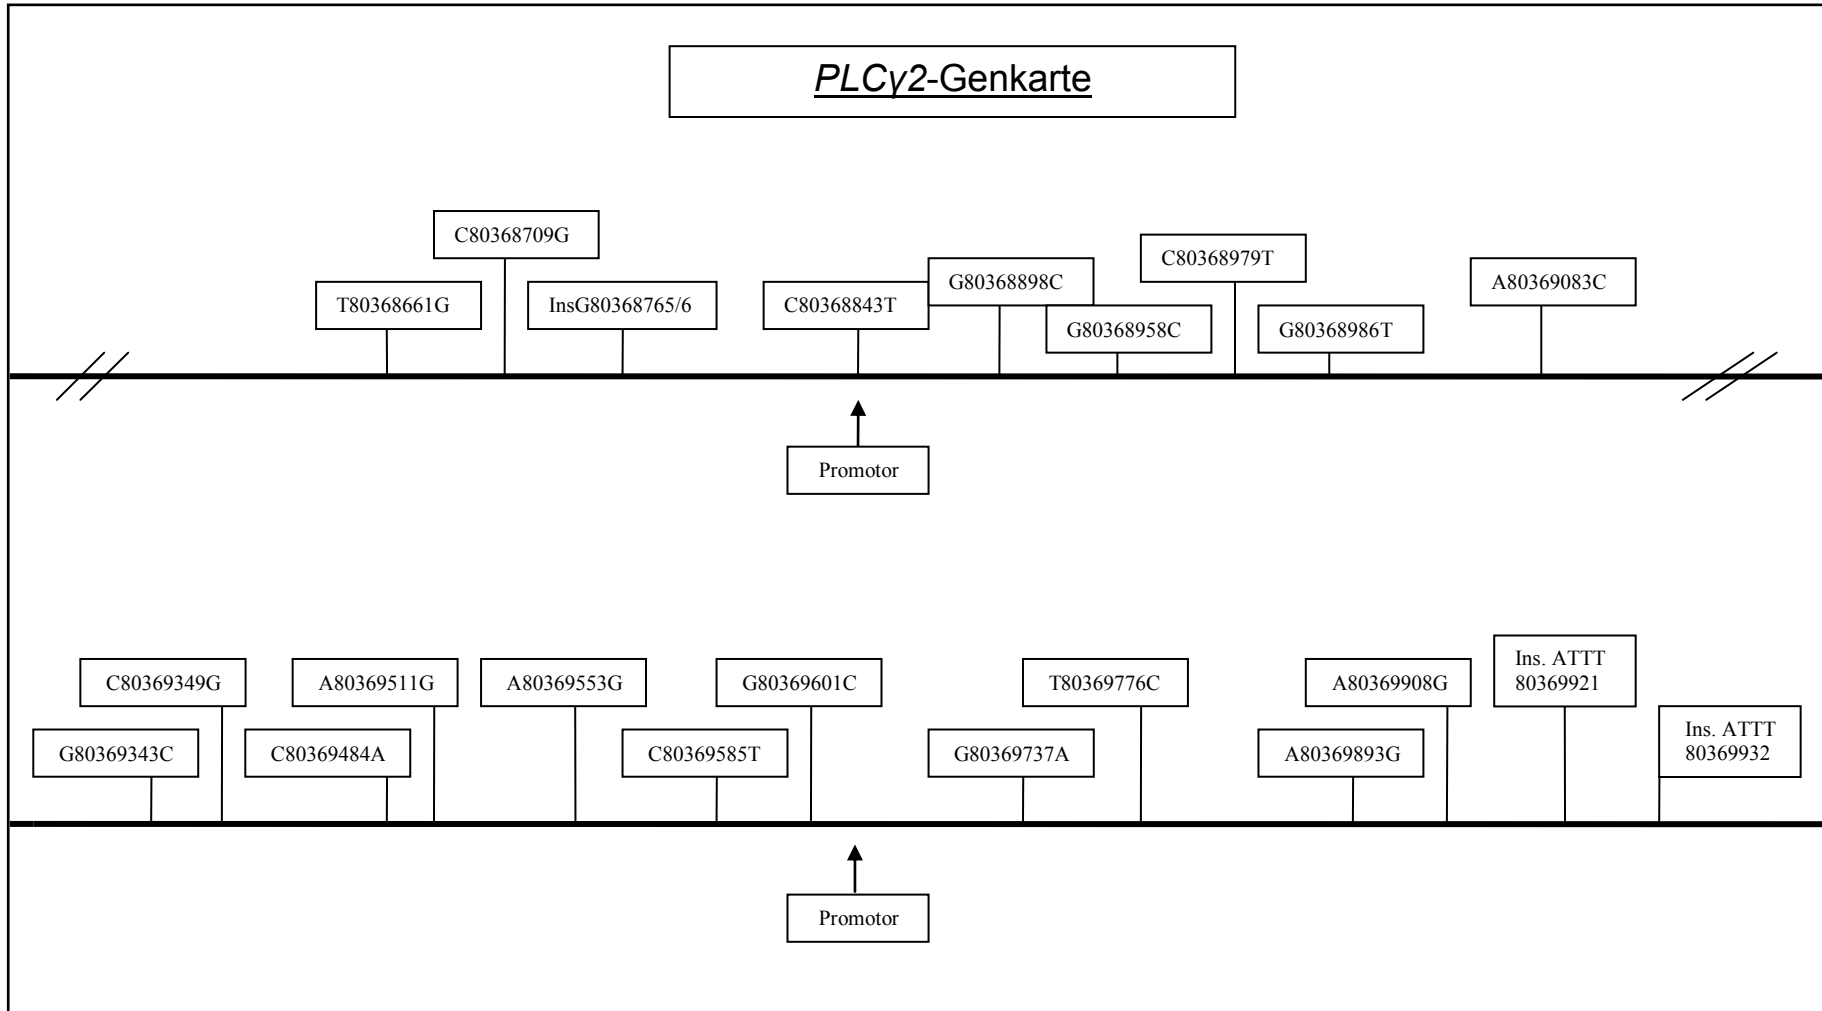 PLCγ2-Genkarte
C80368709G
T80368661G
InsG80368765/6
C80368843T
G80368898C
G80368958C
C80368979T
G80368986T
A80369083C
Promotor
G80369343C
C80369349G
C80369484A
A80369511G
A80369553G
C80369585T
G80369601C
G80369737A
T80369776C
A80369893G
A80369908G
Ins. ATTT
80369921
Ins. ATTT
80369932
Promotor